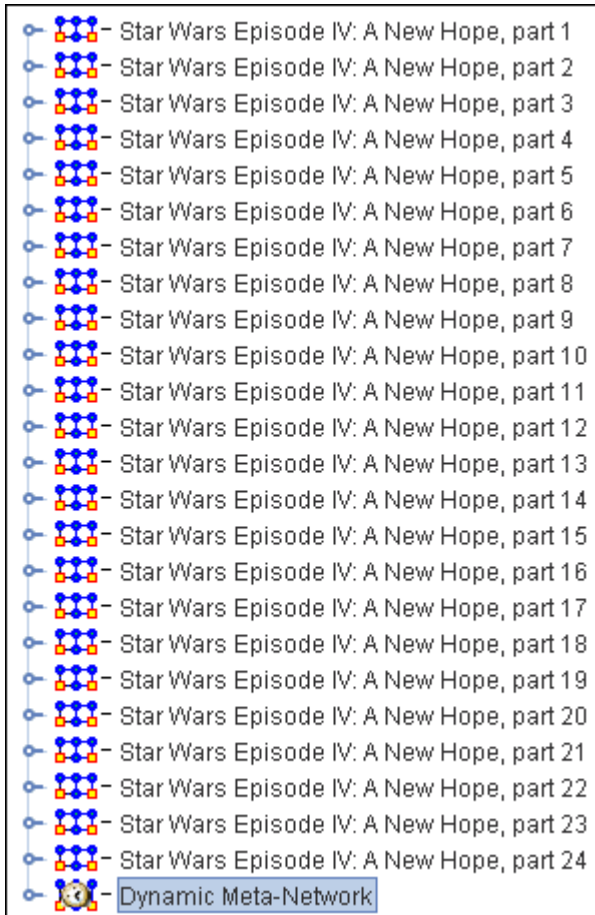 Star Wars Episode IV: A New Hope, part 1
Star Wars Episode IV: A New Hope, part 2
Star Wars Episode IV: A New Hope, part 3
Star Wars Episode IV: A New Hope, part 4
Star Wars Episode IV: A New Hope, part 5
Star Wars Episode IV: A New Hope, part 6
Star Wars Episode IV: A New Hope, part 7
Star Wars Episode IV: A New Hope, part 8
Star Wars Episode IV: A New Hope, part 9
Star Wars Episode IV: A New Hope, part 10
Star Wars Episode IV: A New Hope, part 11
Star Wars Episode IV: A New Hope, part 12
Star Wars Episode IV: A New Hope, part 13
Star Wars Episode IV: A New Hope, part 14
Star Wars Episode IV: A New Hope, part 15
Star Wars Episode IV: A New Hope, part 16
Star Wars Episode IV: A New Hope, part 17
Star Wars Episode IV: A New Hope, part 18
Star Wars Episode IV: A New Hope, part 19
Star Wars Episode IV: A New Hope, part 20
Star Wars Episode IV: A New Hope, part 21
Star Wars Episode IV: A New Hope, part 22
Star Wars Episode IV: A New Hope, part 23
Star Wars Episode IV: A New Hope, part 24
Dynamic Meta-Network